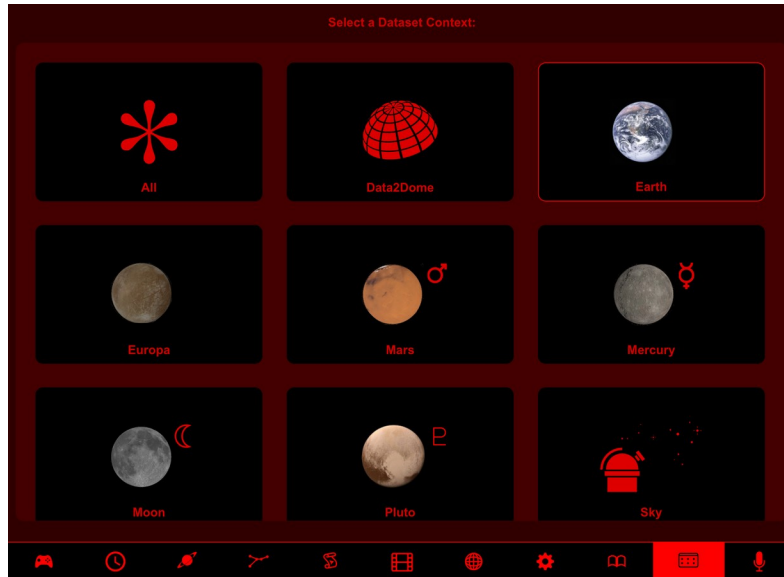 Select a Dataset Context:
All
Data2Dome
Earth
Europa
Mars
Mercury
Moon
Pluto
Sky